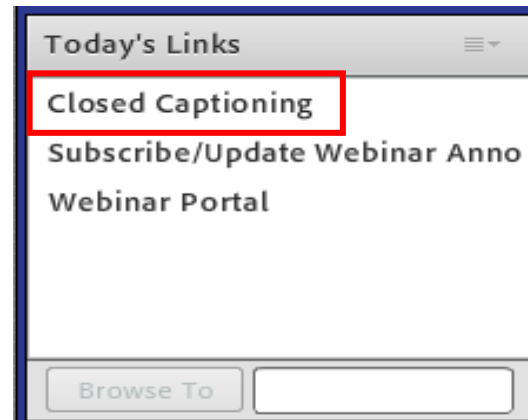 Today's Links
Closed Captioning
Subscribe/Update Webinar Anno
Webinar Portal
Browse To